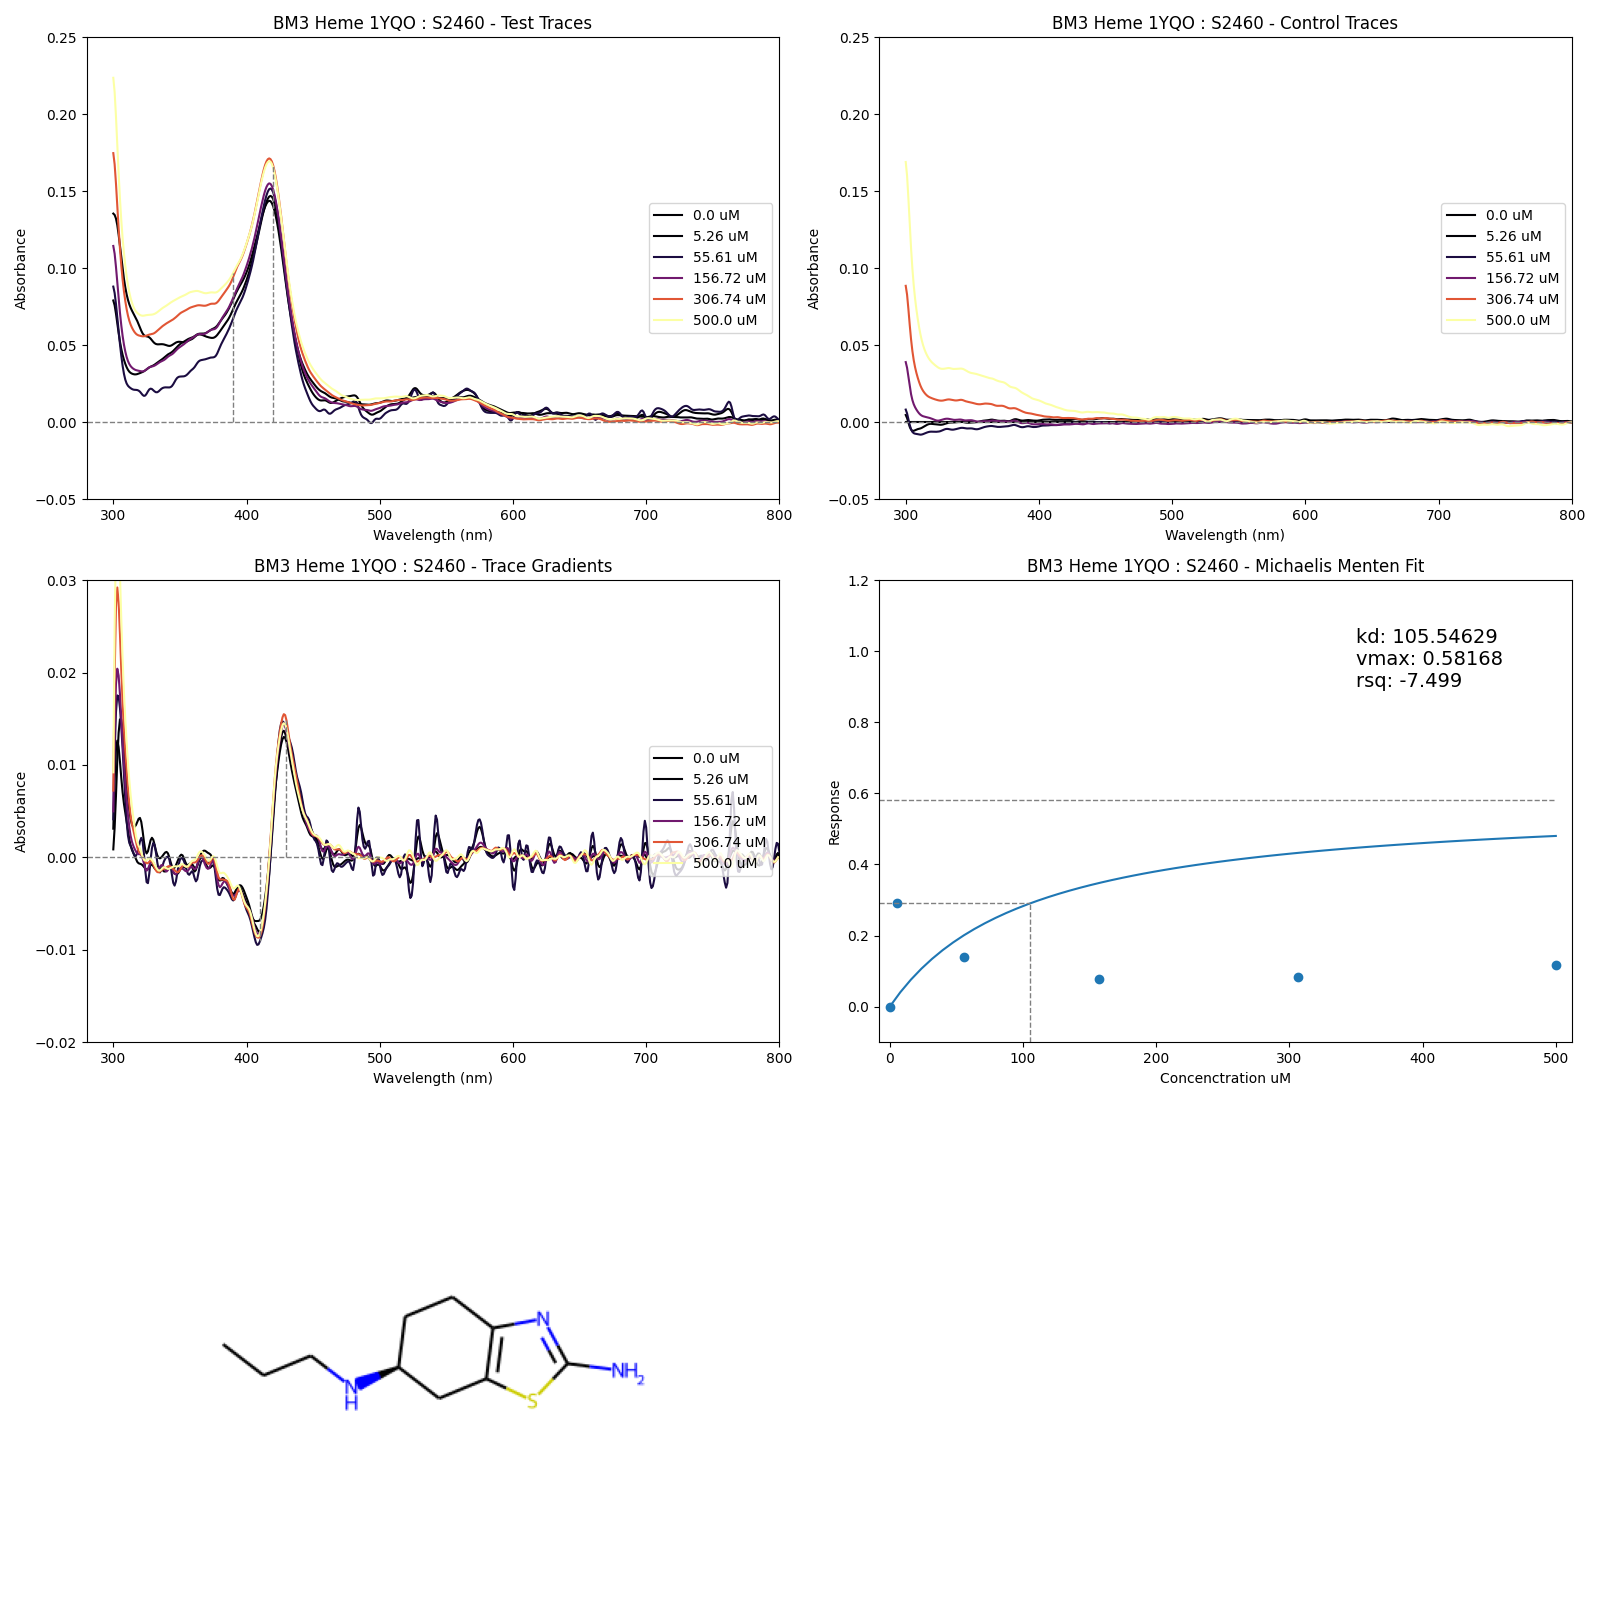 BM3 Heme 1YQO : S2460 - Test Traces
0.25
0.20
0.15
0.10
0.05
0.00
−0.05
Absorbance
300
400
500
600
700
800
Wavelength (nm)
0.0 uM
5.26 uM
55.61 uM
156.72 uM
306.74 uM
500.0 uM
BM3 Heme 1YQO : S2460 - Control Traces
0.25
0.20
0.15
0.10
0.05
0.00
−0.05
Absorbance
300
400
500
600
700
800
Wavelength (nm)
0.0 uM
5.26 uM
55.61 uM
156.72 uM
306.74 uM
500.0 uM
BM3 Heme 1YQO : S2460 - Trace Gradients
0.03
0.02
0.01
0.00
−0.01
−0.02
Absorbance
300
400
500
600
700
800
Wavelength (nm)
0.0 uM
5.26 uM
55.61 uM
156.72 uM
306.74 uM
500.0 uM
BM3 Heme 1YQO : S2460 - Michaelis Menten Fit
1.2
1.0
0.8
0.6
0.4
0.2
0.0
Response
0
100
200
300
400
500
Concenctration uM
kd: 105.54629
vmax: 0.58168
rsq: -7.499
N
NH2
S
N
H